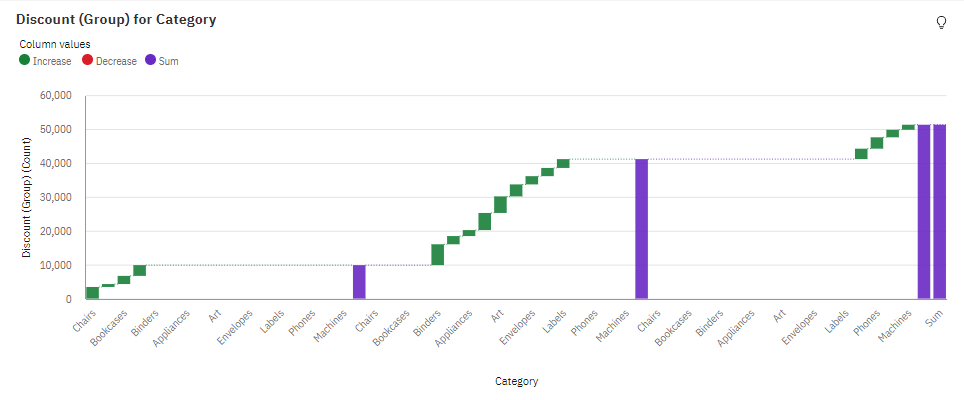 Discount (Group) for Category
Column values
Increase Decrease Sum
60,000
50,000
40,000
30,000
20,000
10,000
0
Discount (Group) (Count)
Chairs Bookcases Binders Appliances Art Envelopes Labels Phones Machines Chairs Bookcases Binders Appliances Art Envelopes Labels Phones Machines Chairs Bookcases Binders Appliances Art Envelopes Labels Phones Machines Sum
Category